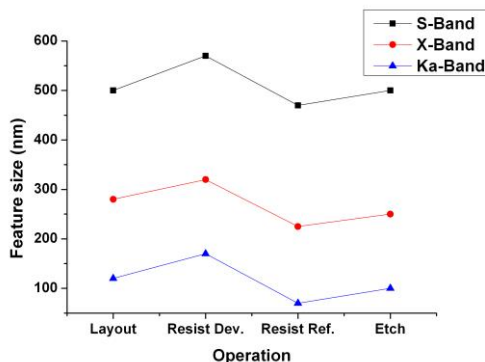 S-Band
X-Band
Ka-Band
600
500
400
300
200
100
Feature size (nm)
Layout Resist Dev. Resist Ref. Etch
Operation